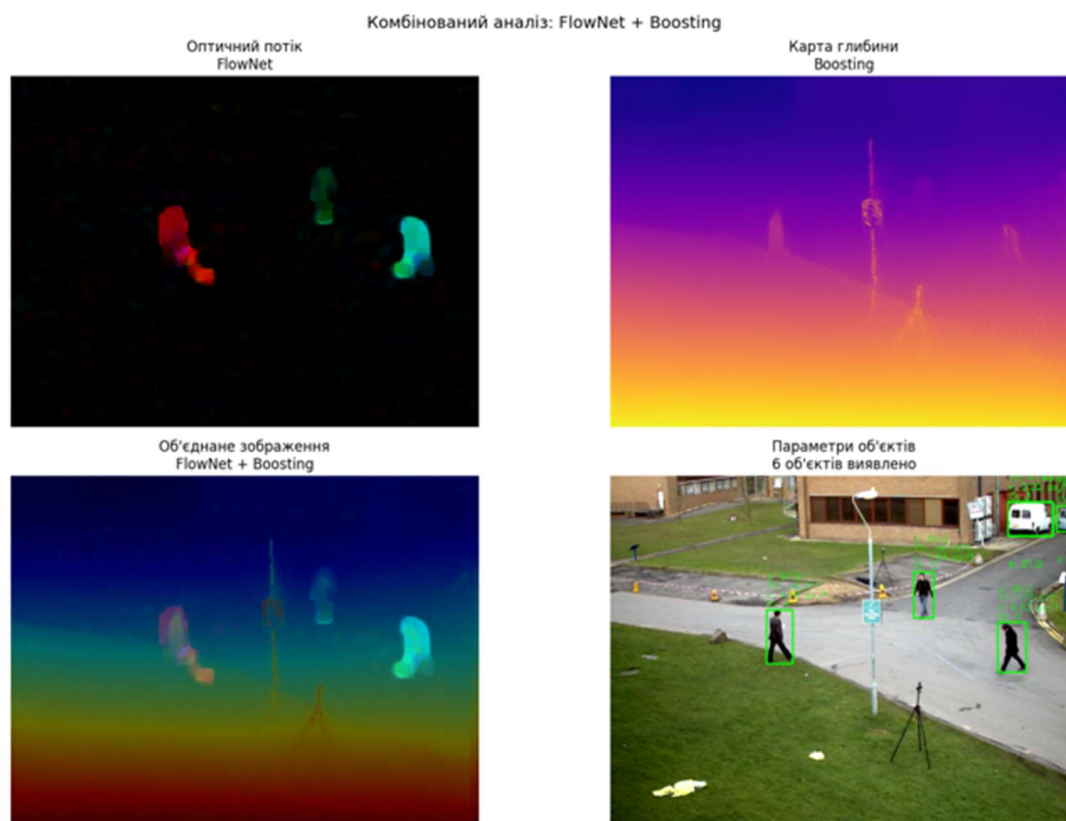 Комбінований аналіз: FlowNet + Boosting
Оптичний потік
FlowNet
Карта глибини
Boosting
Об'єднане зображення
FlowNet + Boosting
Параметри об'єктів
6 об'єктів виявлено